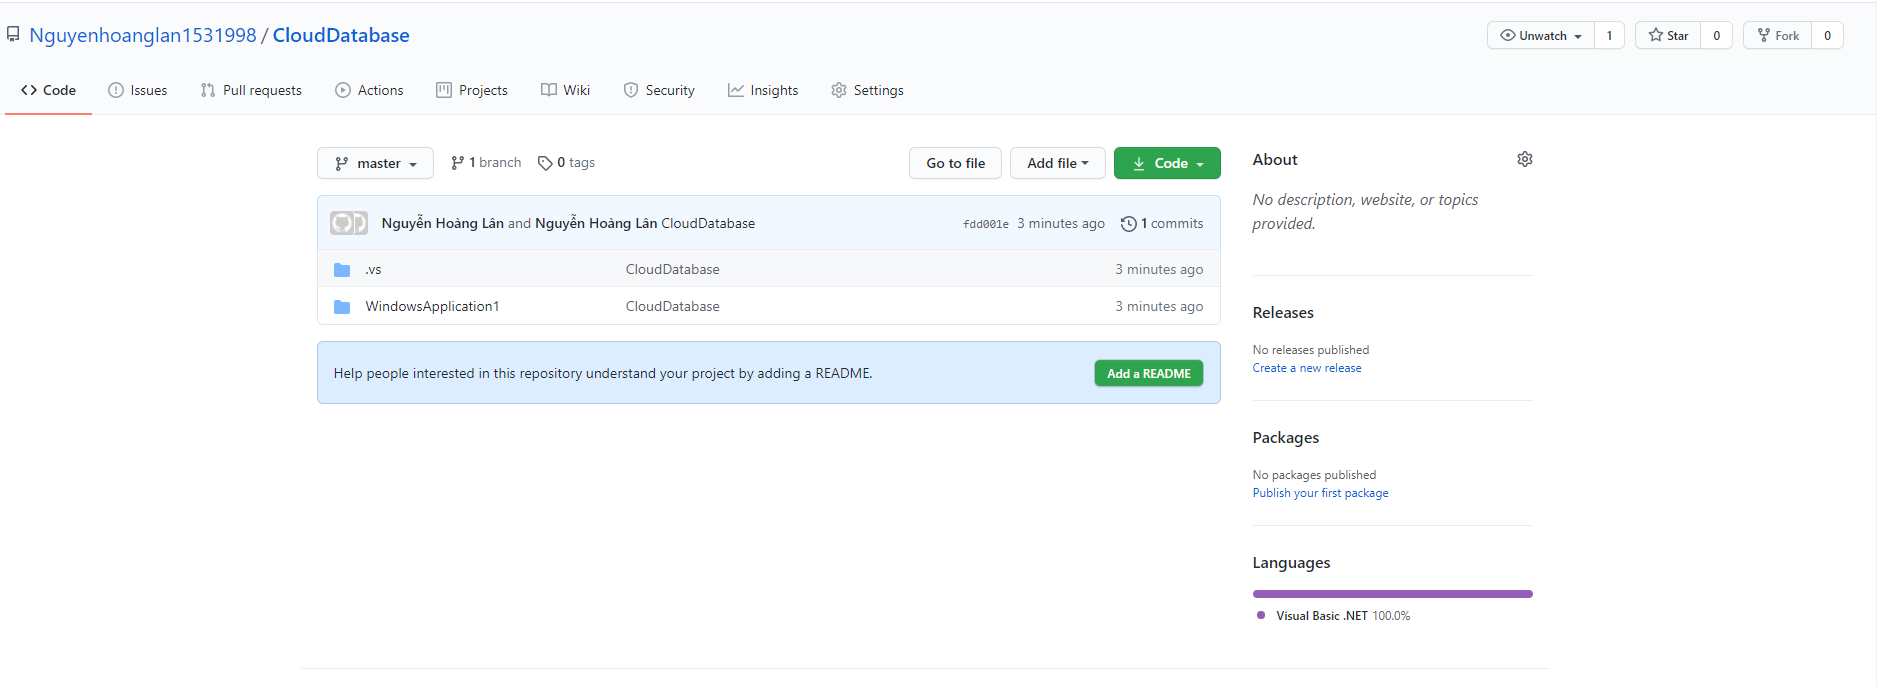 Nguyenhoanglan1531998 / CloudDatabase
Unwatch 1 Star 0 Fork 0
Code Issues Pull requests Actions Projects Wiki Security Insights Settings
master 1 branch 0 tags Go to file Add file Code
Nguyễn Hoàng Lân and Nguyễn Hoàng Lân CloudDatabase fdd001e 3 minutes ago 1 commits
.vs CloudDatabase 3 minutes ago
WindowsApplication1 CloudDatabase 3 minutes ago
Help people interested in this repository understand your project by adding a README. Add a README
About
No description, website, or topics
provided.
Releases
No releases published
Create a new release
Packages
No packages published
Publish your first package
Languages
Visual Basic .NET 100.0%